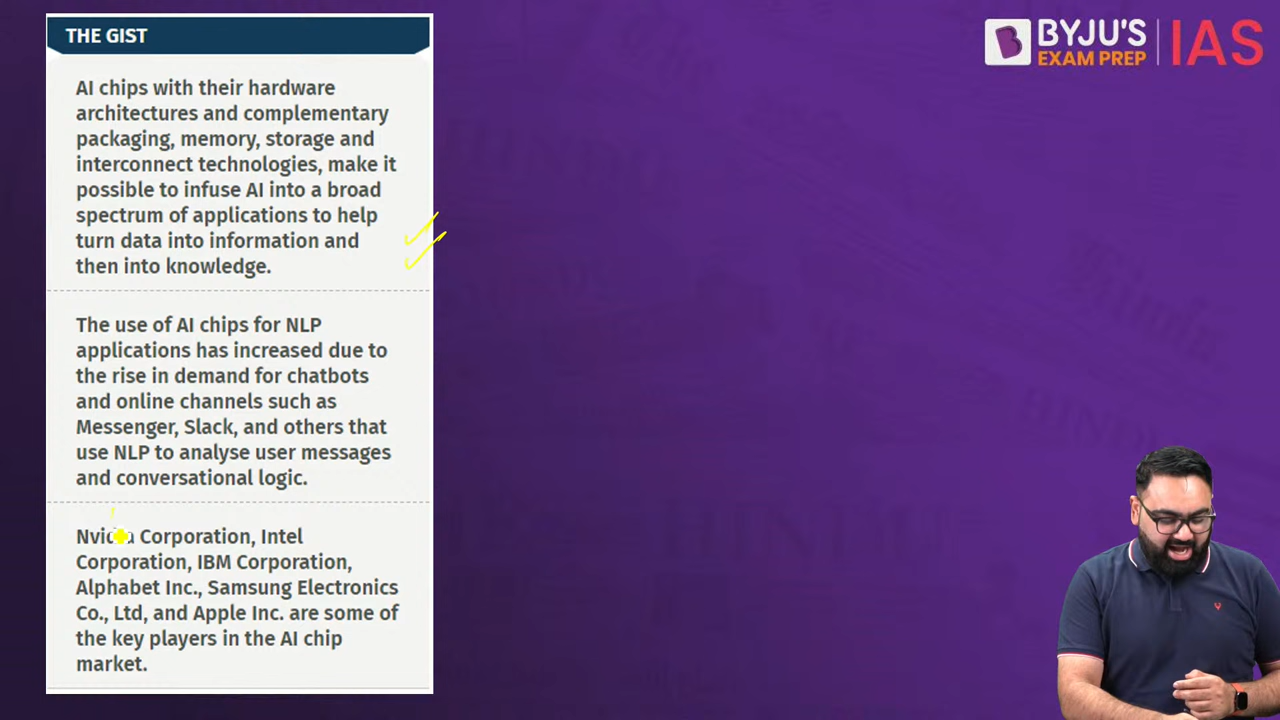 THE GIST
AI chips with their hardware
architectures and complementary
packaging, memory, storage and
interconnect technologies, make it
possible to infuse AI into a broad
spectrum of applications to help
turn data into information and
then into knowledge.
The use of AI chips for NLP
applications has increased due to
the rise in demand for chatbots
and online channels such as
Messenger, Slack, and others that
use NLP to analyse user messages
and conversational logic.
Nvidia Corporation, Intel
Corporation, IBM Corporation,
Alphabet Inc., Samsung Electronics
Co., Ltd, and Apple Inc. are some of
the key players in the AI chip
market.
BYJU'S
EXAM PREP
IAS